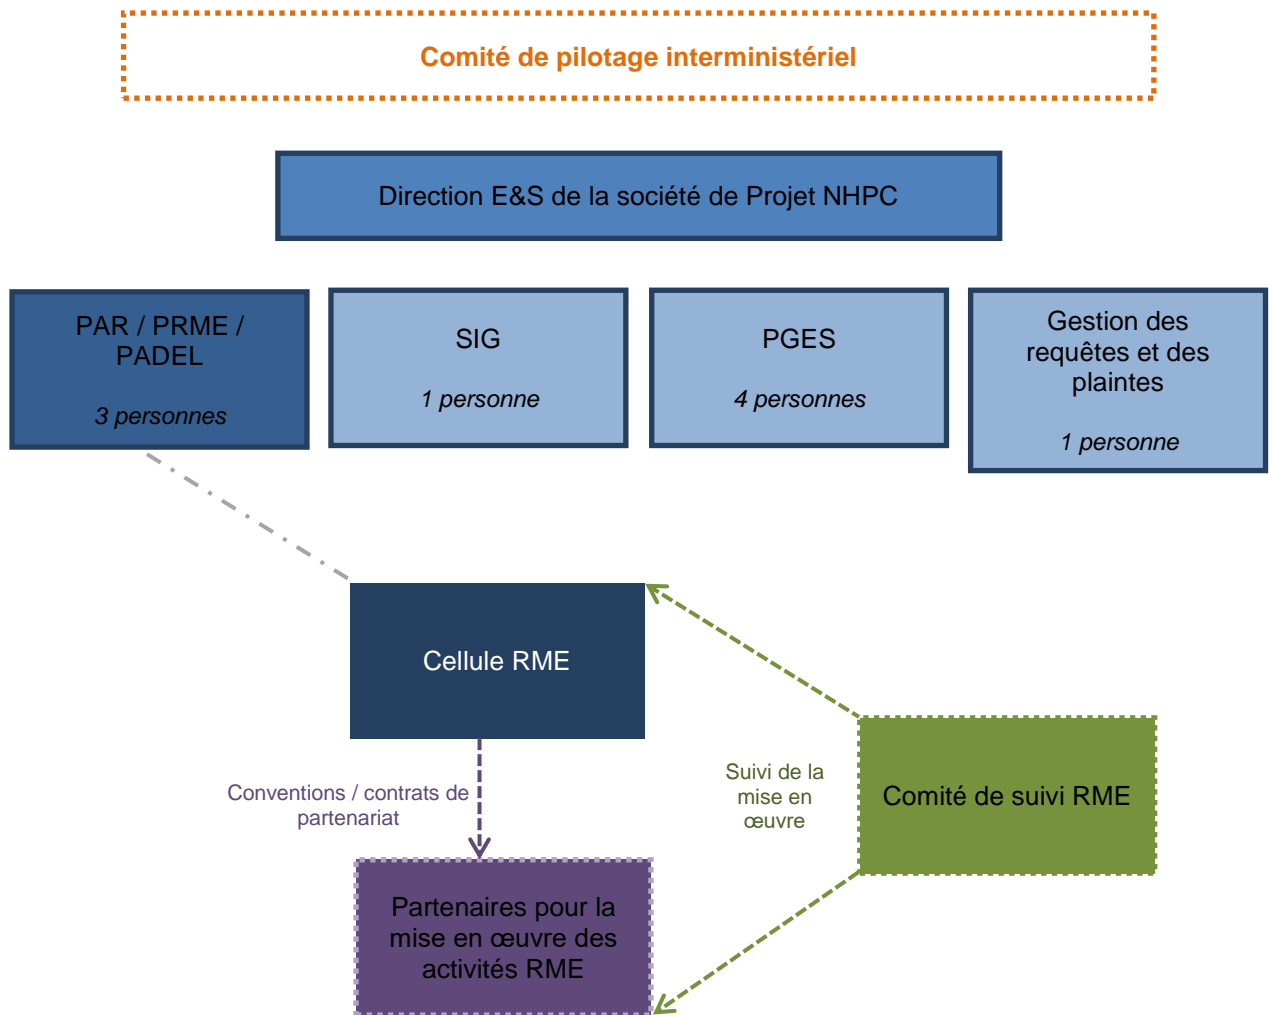 Comité de pilotage interministériel
Direction E&S de la société de Projet NHPC
PAR / PRME /
PADEL
3 personnes
SIG
1 personne
PGES
4 personnes
Gestion des
requêtes et des
plaintes
1 personne
Cellule RME
Conventions / contrats de
partenariat
Suivi de la
mise en
œuvre
Comité de suivi RME
Partenaires pour la
mise en œuvre des
activités RME